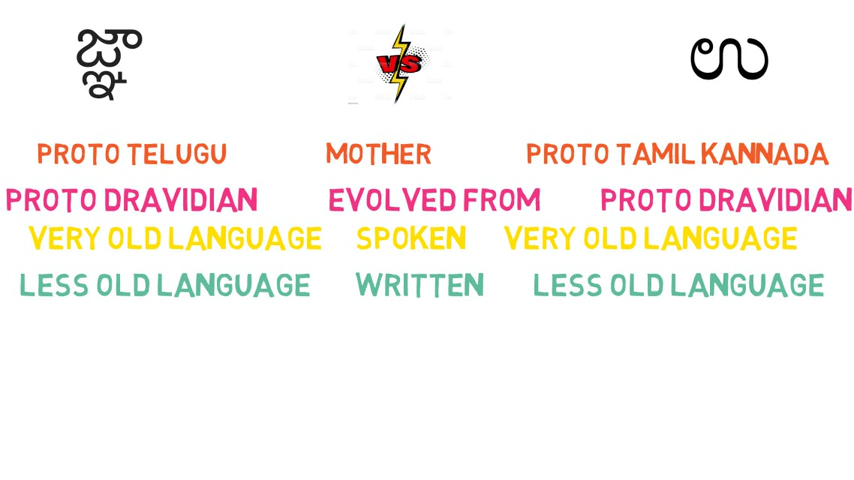 జ్ఞా VS ఉ
PROTO TELUGU MOTHER PROTO TAMIL KANNADA
PROTO DRAVIDIAN EVOLVED FROM PROTO DRAVIDIAN
VERY OLD LANGUAGE SPOKEN VERY OLD LANGUAGE
LESS OLD LANGUAGE WRITTEN LESS OLD LANGUAGE